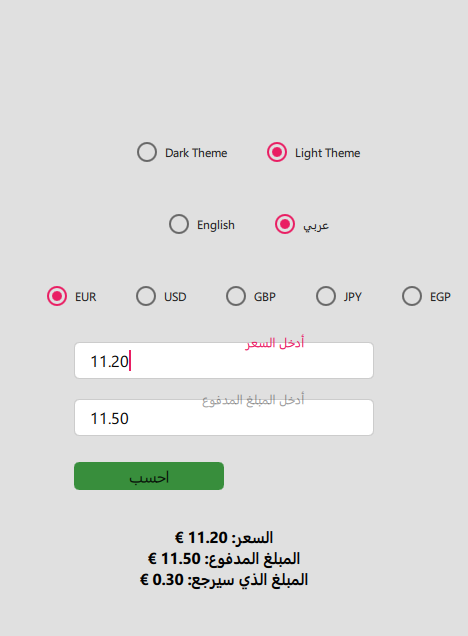 Dark Theme Light Theme
English عربي
EUR USD GBP JPY EGP
أدخل السعر
11.20
أدخل المبلغ المدفوع
11.50
احسب
السعر: 11.20 €
المبلغ المدفوع: 11.50 €
المبلغ الذي سيرجع: 0.30 €